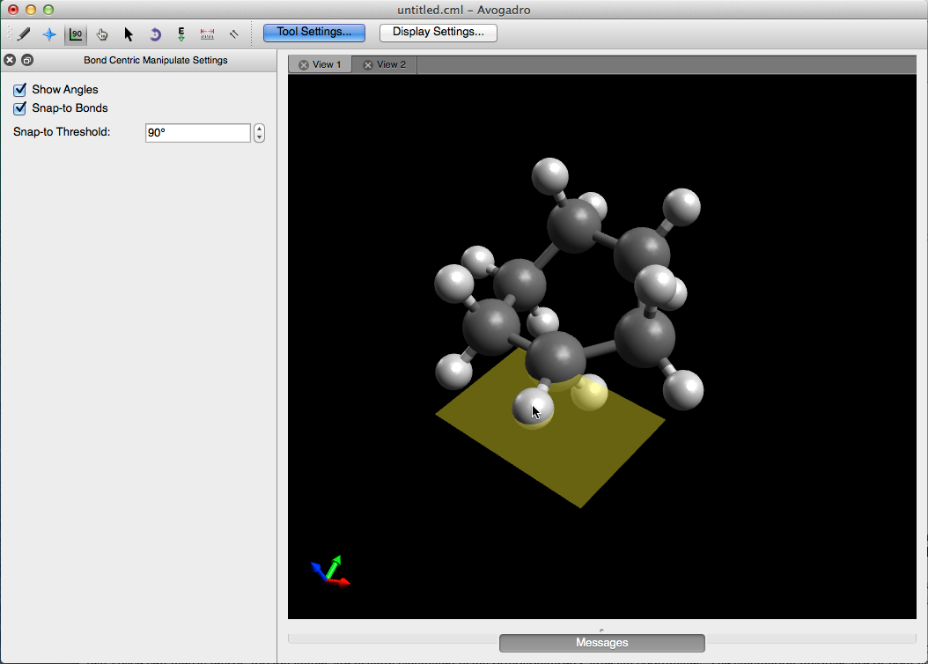 untitled.cml – Avogadro
90
E
Tool Settings...
Display Settings...
Bond Centric Manipulate Settings
Show Angles
Snap-to Bonds
Snap-to Threshold:
90°
View 1
View 2
Messages